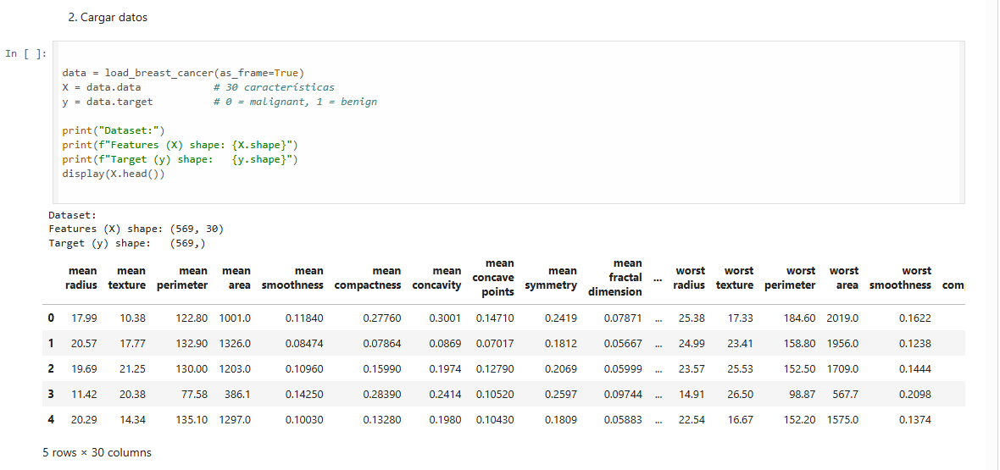 2. Cargar datos
In [ ]:
data = load_breast_cancer(as_frame=True)
X = data.data            # 30 características
y = data.target          # 0 = malignant, 1 = benign
print("Dataset:")
print(f"Features (X) shape: {X.shape}")
print(f"Target (y) shape:   {y.shape}")
display(X.head())
Dataset:
Features (X) shape: (569, 30)
Target (y) shape:   (569,)
mean radius mean texture mean perimeter mean area mean smoothness mean compactness mean concavity mean concave points mean symmetry mean fractal dimension ... worst radius worst texture worst perimeter worst area worst smoothness com
0 17.99 10.38 122.80 1001.0 0.11840 0.27760 0.3001 0.14710 0.2419 0.07871 ... 25.38 17.33 184.60 2019.0 0.1622
1 20.57 17.77 132.90 1326.0 0.08474 0.07864 0.0869 0.07017 0.1812 0.05667 ... 24.99 23.41 158.80 1956.0 0.1238
2 19.69 21.25 130.00 1203.0 0.10960 0.15990 0.1974 0.12790 0.2069 0.05999 ... 23.57 25.53 152.50 1709.0 0.1444
3 11.42 20.38 77.58 386.1 0.14250 0.28390 0.2414 0.10520 0.2597 0.09744 ... 14.91 26.50 98.87 567.7 0.2098
4 20.29 14.34 135.10 1297.0 0.10030 0.13280 0.1980 0.10430 0.1809 0.05883 ... 22.54 16.67 152.20 1575.0 0.1374
5 rows × 30 columns